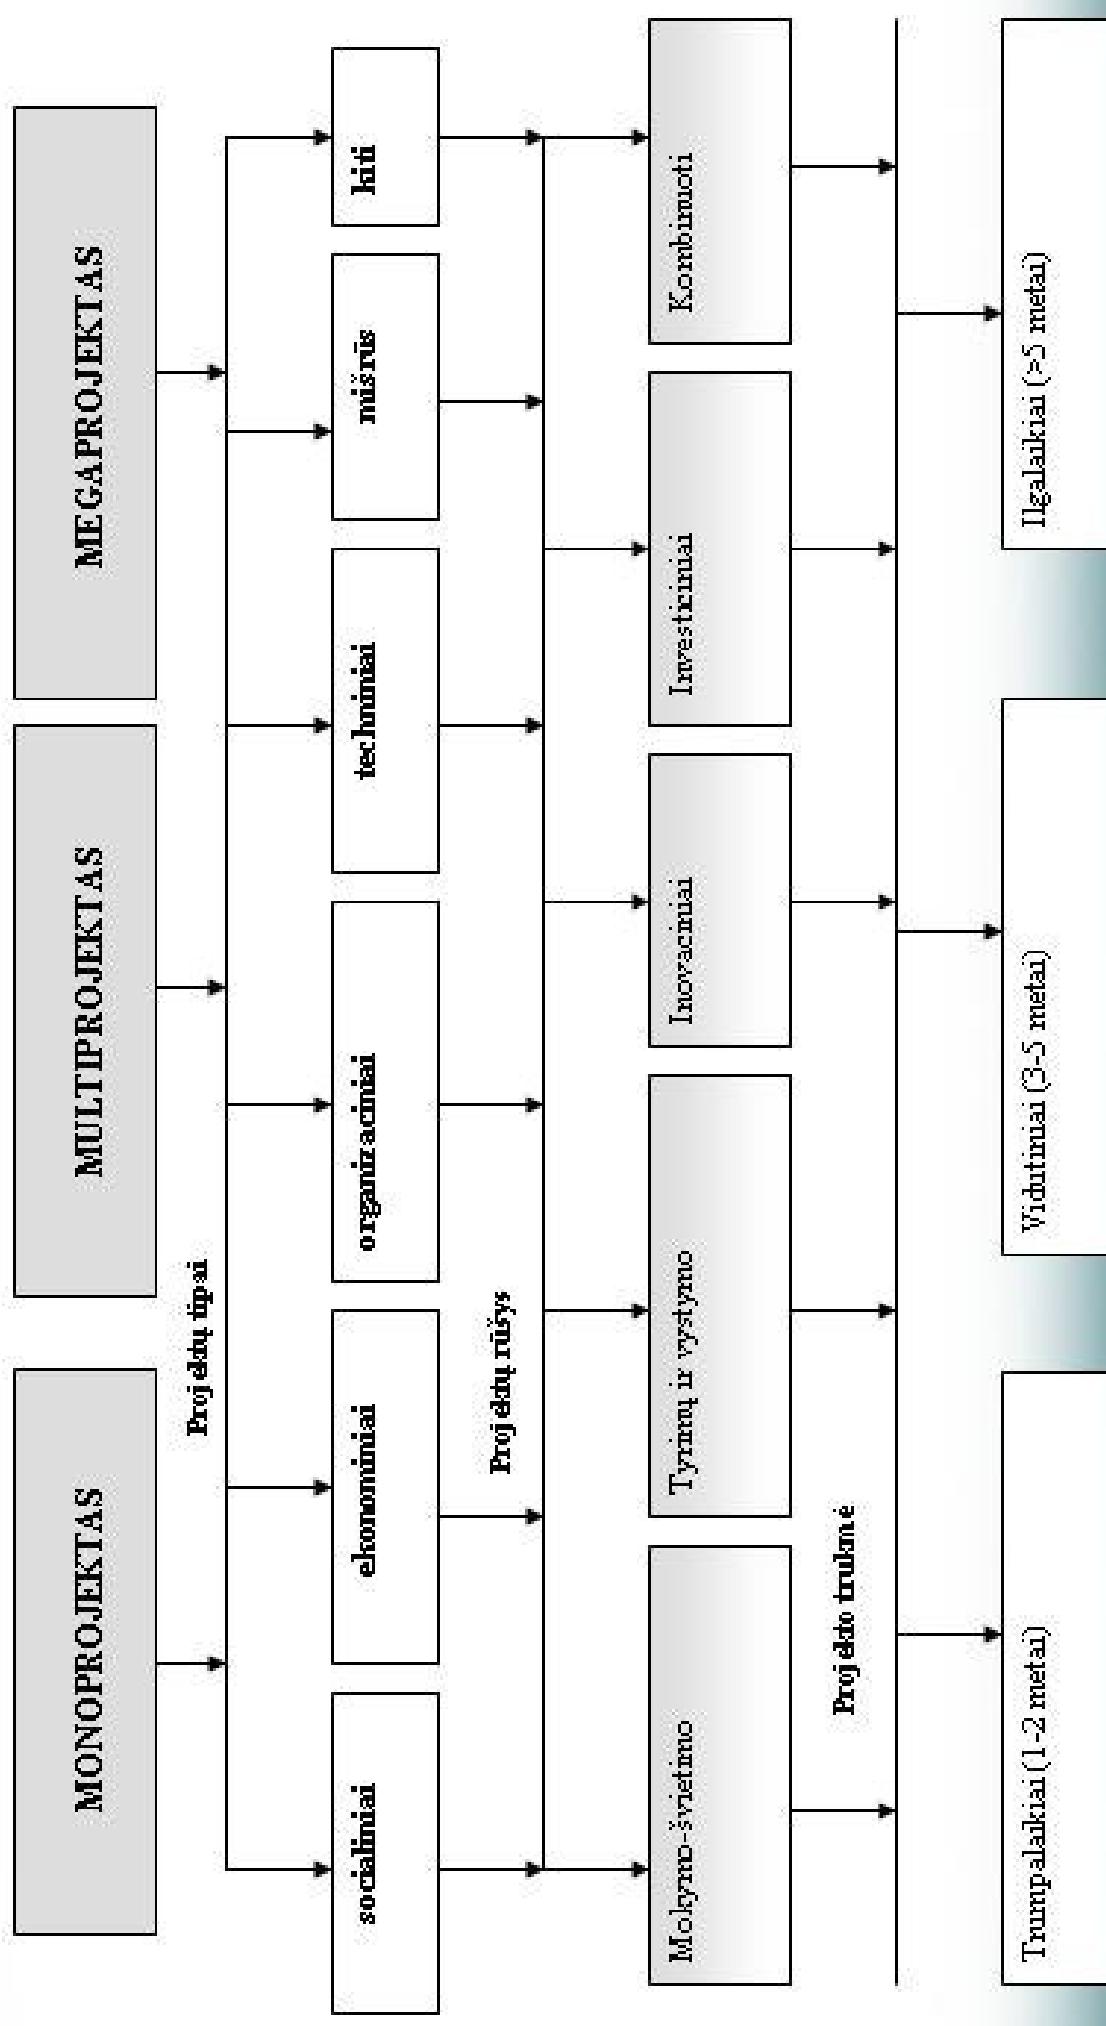 MONOPROJEKTAS
MULTIPROJEKTAS
MEGAPROJEKTAS
Projektų tipai
socialiniai
ekonominiai
organizaciniai
techniniai
mišrūs
kiti
Projektų rūšys
Mokymo-švietimo
Tyrimų ir vystymo
Inovaciniai
Investiciniai
Kombinuoti
Projekto trukmė
Trumpalaikiai (1-2 metai)
Vidutiniai (3-5 metai)
Ilgalaikiai (>5 metai)